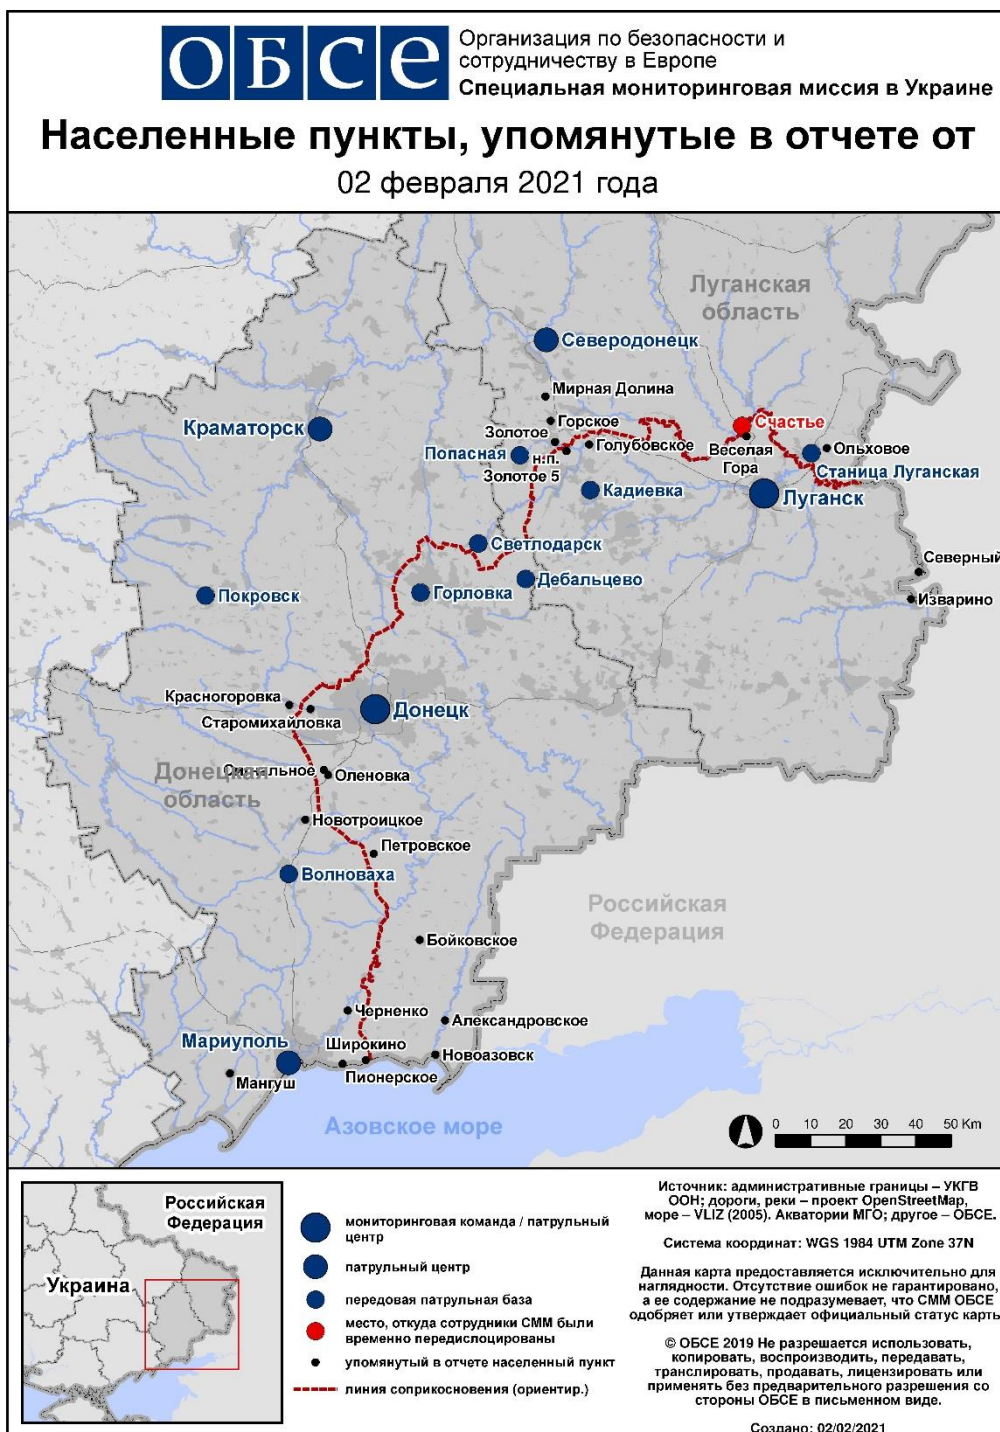 ОБСЕ
Организация по безопасности и
сотрудничеству в Европе
Специальная мониторинговая миссия в Украине
Населенные пункты, упомянутые в отчете от
02 февраля 2021 года
Луганская
область
Северодонецк
Мирная Долина
Горское
Золотое
Голубовское
н.п.
Золотое 5
Попасная
Краматорск
Счастье
Веселая
Гора
Ольховое
Станица Луганская
Луганск
Кадиевка
Светлодарск
Дебальцево
Горловка
Покровск
Северный
Изварино
Красногоровка
Старомихайловка
Донецк
Донецкая
область
Оленовка
Новотроицкое
Петровское
Волноваха
Российская
Федерация
Бойковское
Черненко
Александровское
Мариуполь
Широкино
Новоазовск
Пионерское
Мангуш
Азовское море
0 10 20 30 40 50 Km
Российская
Федерация
Украина
мониторинговая команда / патрульный
центр
патрульный центр
передовая патрульная база
место, откуда сотрудники СММ были
временно передислоцированы
упомянутый в отчете населенный пункт
линия соприкосновения (ориентир.)
Источник: административные границы – УКГВ
ООН; дороги, реки – проект OpenStreetMap,
море – VLIZ (2005). Акватории МГО; другое – ОБСЕ.
Система координат: WGS 1984 UTM Zone 37N
Данная карта предоставляется исключительно для
наглядности. Отсутствие ошибок не гарантировано,
а ее содержание не подразумевает, что СММ ОБСЕ
одобряет или утверждает официальный статус карты
© ОБСЕ 2019 Не разрешается использовать,
копировать, воспроизводить, передавать,
транслировать, продавать, лицензировать или
применять без предварительного разрешения со
стороны ОБСЕ в письменном виде.
Создано: 02/02/2021